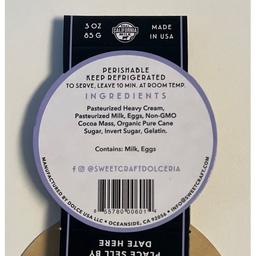 CALIFORNIA
3 OZ
85 G
MADE
IN USA
PERISHABLE
KEEP REFRIGERATED
TO SERVE, LEAVE 10 MIN. AT ROOM TEMP.
INGREDIENTS
Pasteurized Heavy Cream,
Pasteurized Milk, Eggs, Non-GMO
Cocoa Mass, Organic Pure Cane
Sugar, Invert Sugar, Gelatin.
Contains: Milk, Eggs
@SWEETCRAFTDOLCERIA
MANUFACTURED BY DOLCE USA LLC • OCEANSIDE, CA 92056 • SWEETCRAFT.COM
PLACE SELL BY
DATE HERE